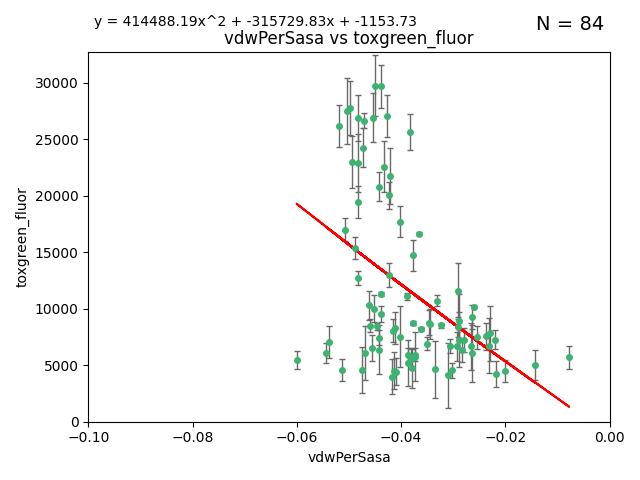 y = 414488.19x^2 + -315729.83x + -1153.73
N = 84
vdwPerSasa vs toxgreen_fluor
30000
25000
20000
15000
10000
5000
0
toxgreen_fluor
−0.10
−0.08
−0.06
−0.04
−0.02
0.00
vdwPerSasa